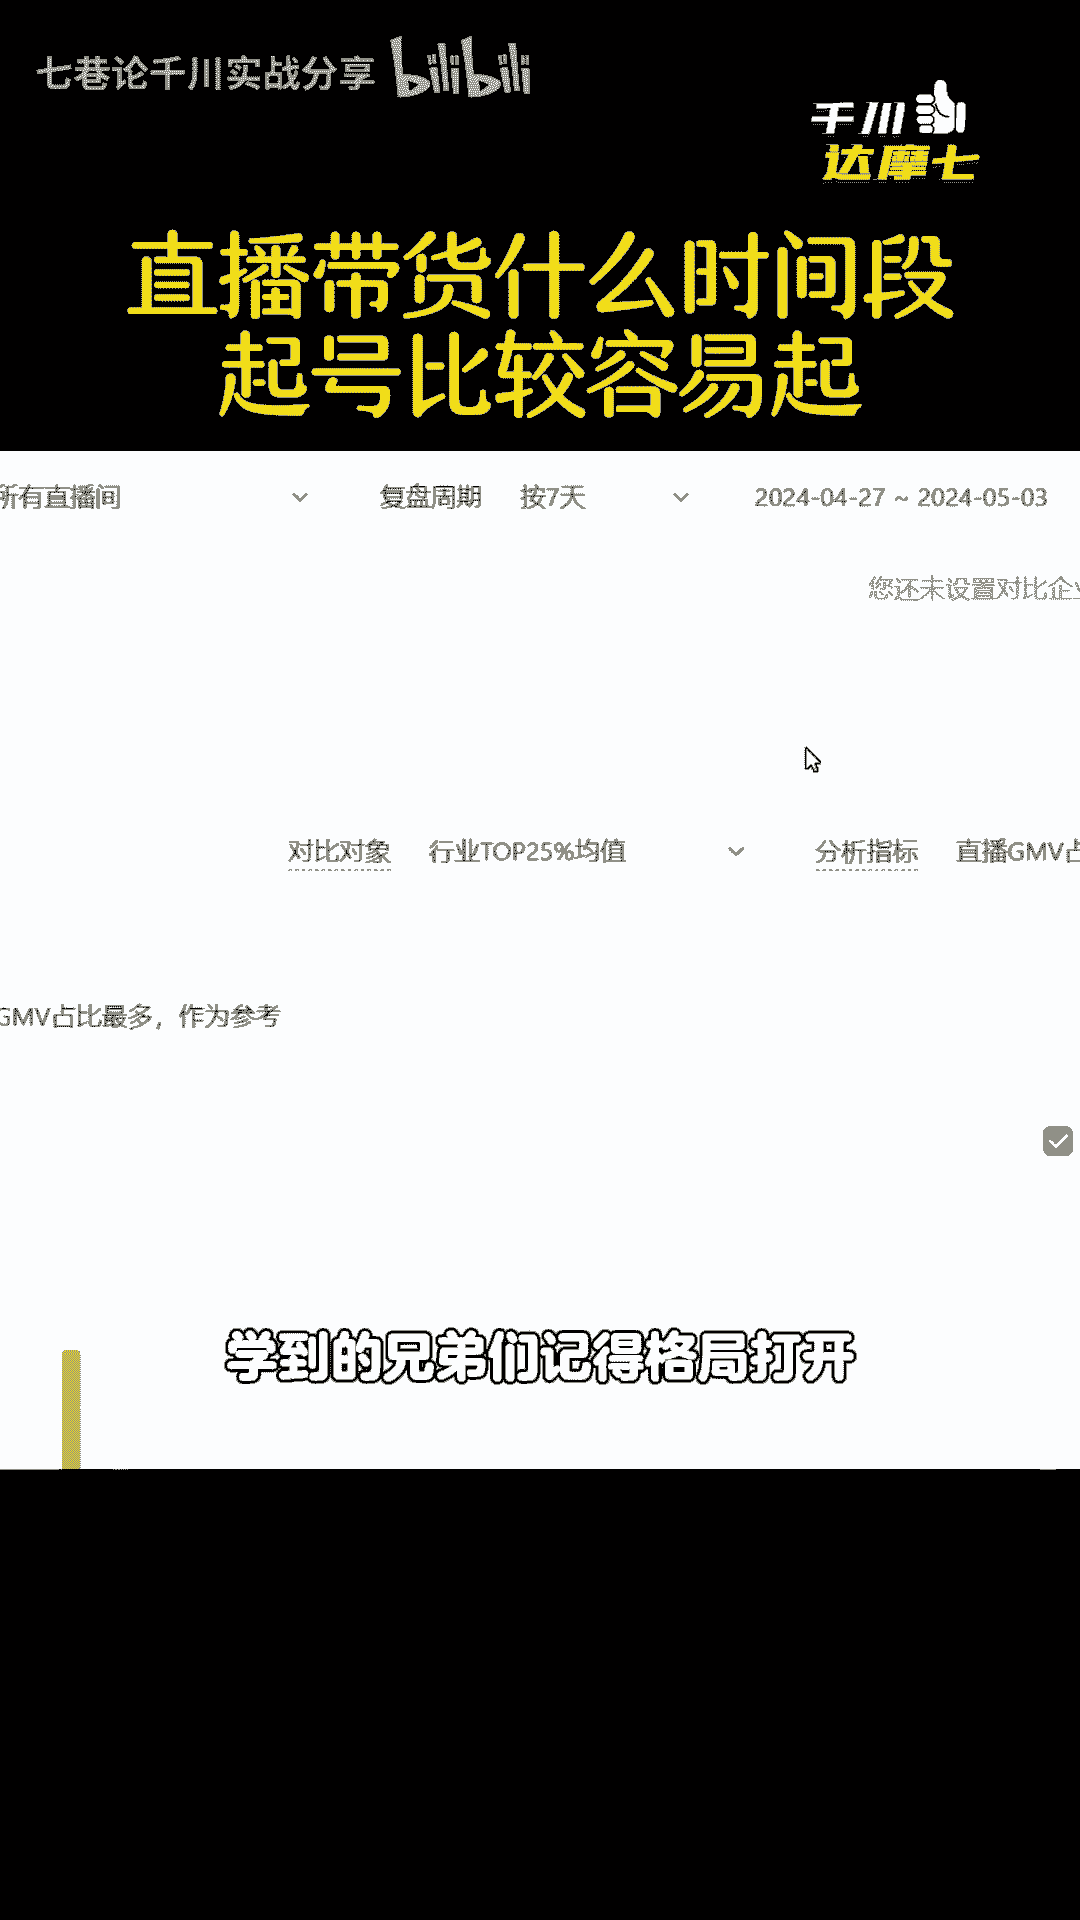 七巷论千川实战分享 bilibili
千川
达摩七
直播带货什么时间段
起号比较容易起
所有直播间 复盘周期 按7天 2024-04-27 ~ 2024-05-03
您还未设置对比企业
对比对象 行业TOP25%均值 分析指标 直播GMV占
GMV占比最多，作为参考
学到的兄弟们记得格局打开